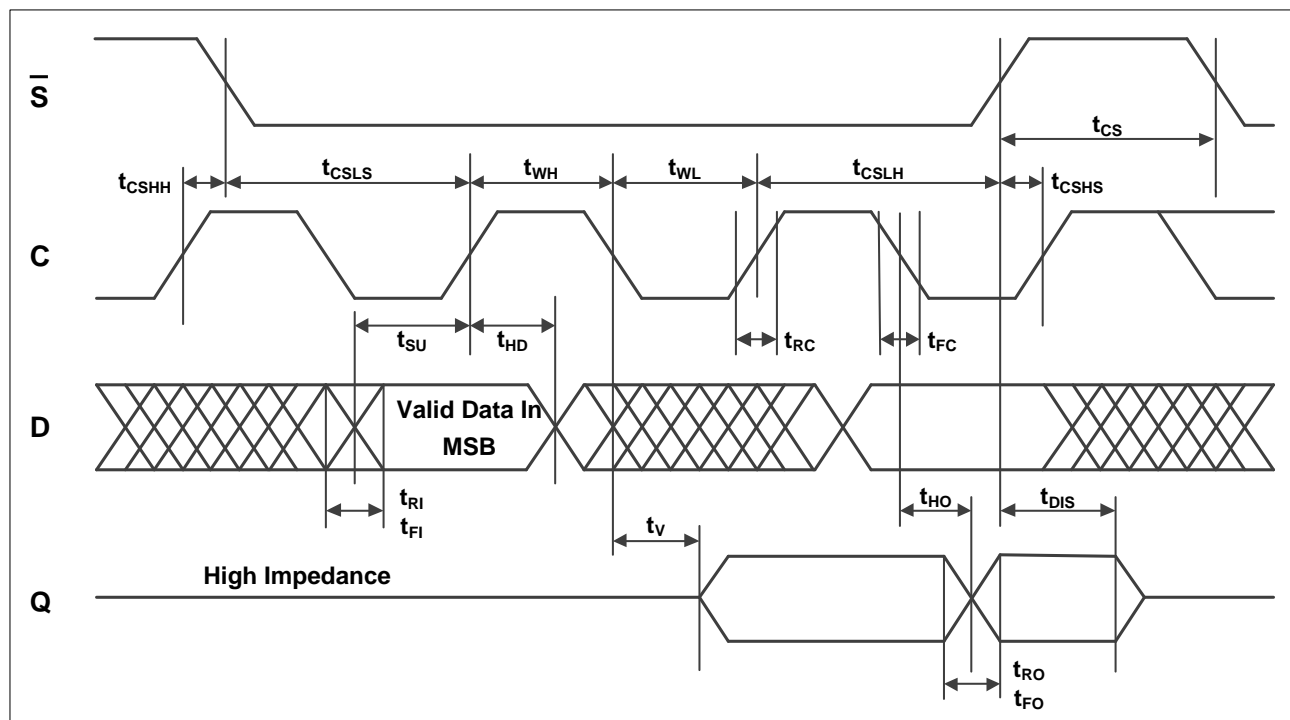 S̅
tCS
tCSHH
tCSLS
tWH
tWL
tCSLH
tCSHS
C
tSU
tHD
tRC
tFC
D
Valid Data In
MSB
tRI
tFI
tHO
tDIS
tV
High Impedance
Q
tRO
tFO